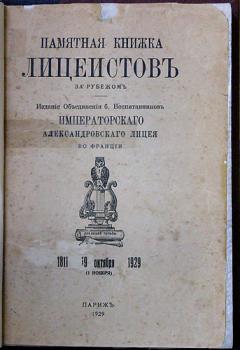 ПАМЯТНАЯ КНИЖКА
ЛИЦЕИСТОВЪ
ЗА РУБЕЖОМЪ
Изданіе Объединенія б. Воспитанниковъ
ИМПЕРАТОРСКАГО
АЛЕКСАНДРОВСКАГО ЛИЦЕЯ
ВО ФРАНЦІИ
1811 19 октября 1929
(1 НОЯБРЯ)
ПАРИЖЪ
1929